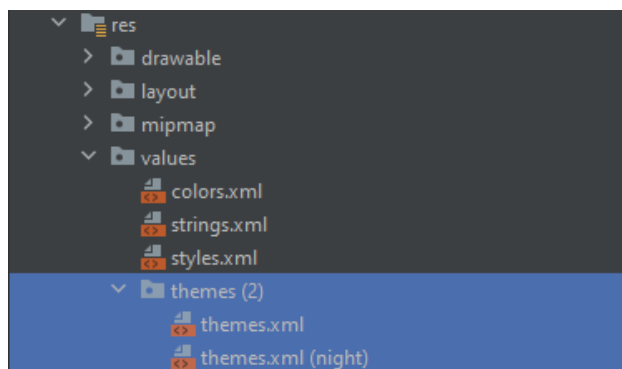 res
drawable
layout
mipmap
values
colors.xml
strings.xml
styles.xml
themes (2)
themes.xml
themes.xml (night)